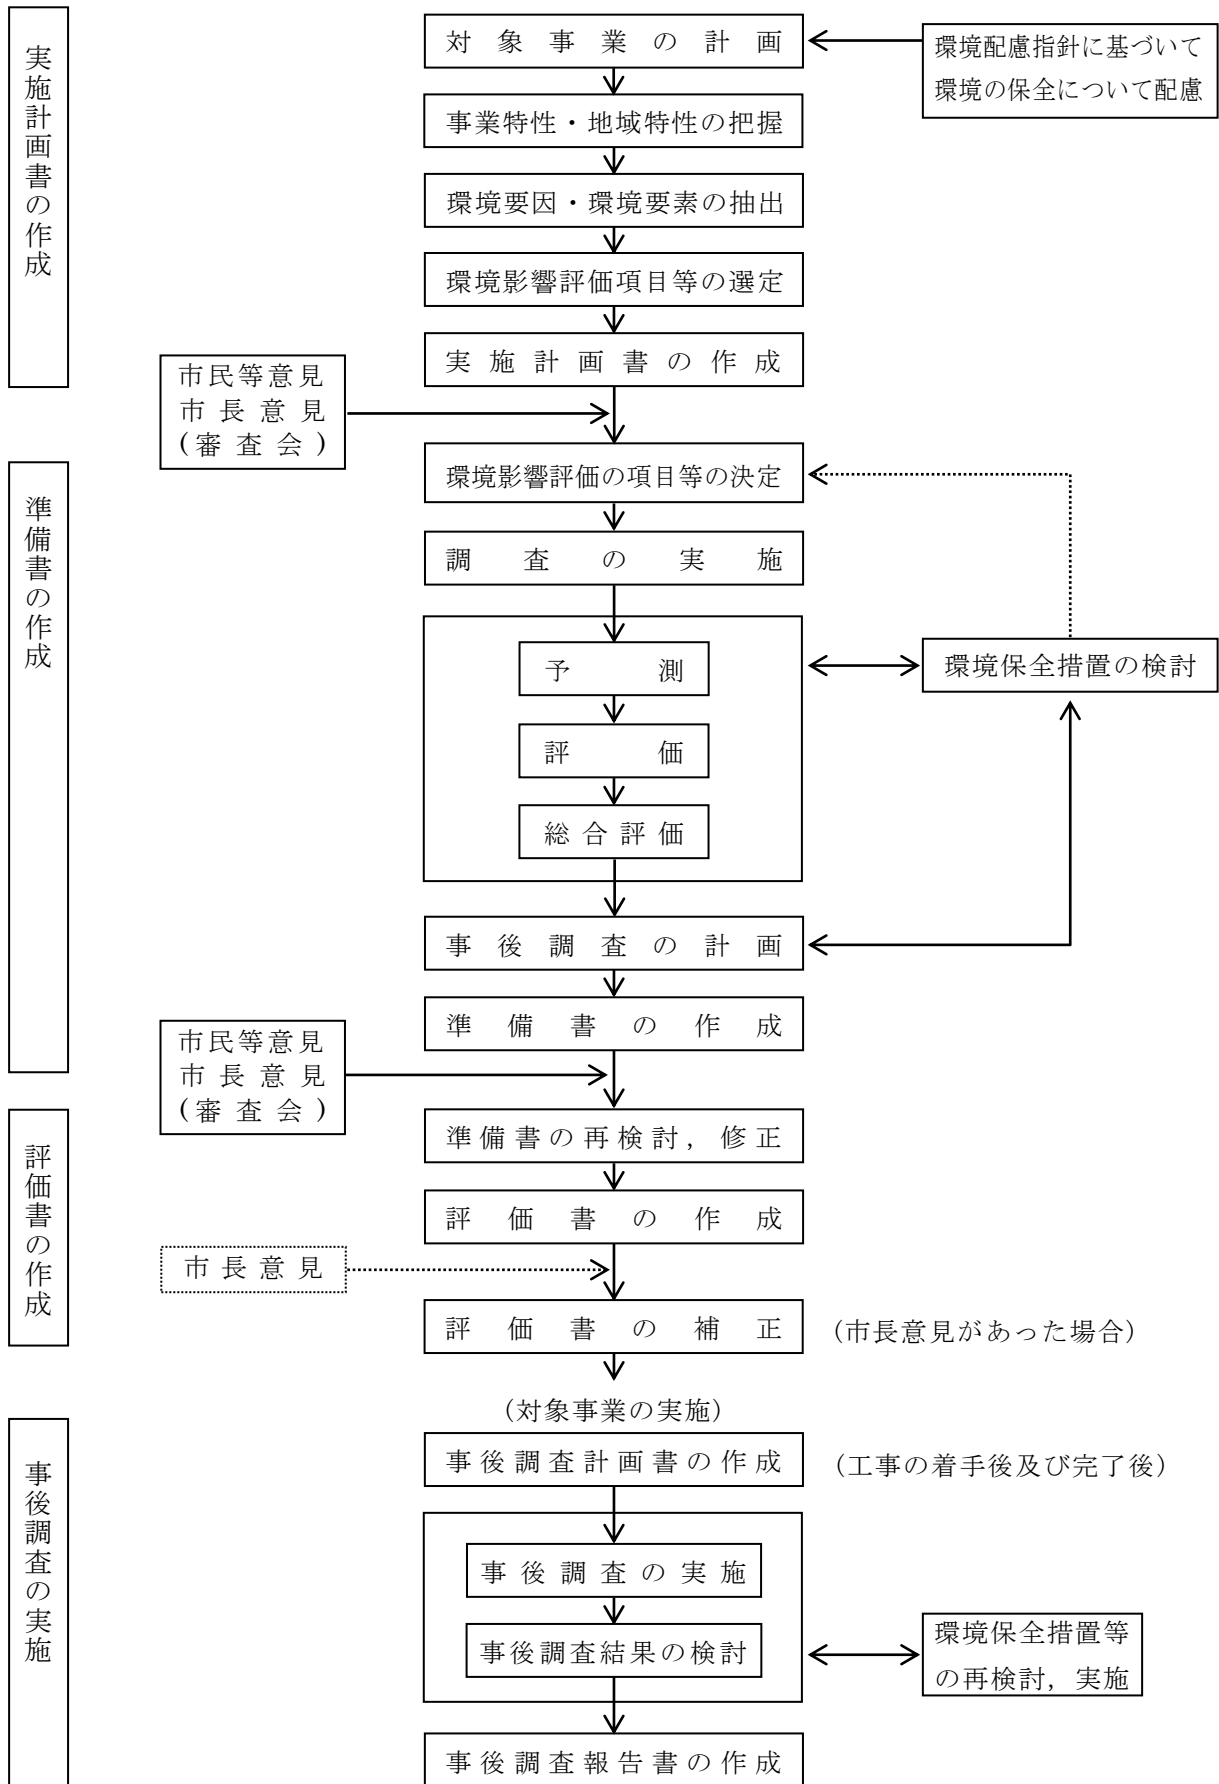 実施計画書の作成
対象事業の計画
環境配慮指針に基づいて
環境の保全について配慮
事業特性・地域特性の把握
環境要因・環境要素の抽出
環境影響評価項目等の選定
実施計画書の作成
市民等意見
市長意見
(審査会)
準備書の作成
環境影響評価の項目等の決定
調査の実施
予測
環境保全措置の検討
評価
総合評価
事後調査の計画
準備書の作成
市民等意見
市長意見
(審査会)
評価書の作成
準備書の再検討，修正
評価書の作成
市長意見
評価書の補正
(市長意見があった場合)
(対象事業の実施)
事後調査の実施
事後調査計画書の作成
(工事の着手後及び完了後)
事後調査の実施
事後調査結果の検討
環境保全措置等
の再検討，実施
事後調査報告書の作成